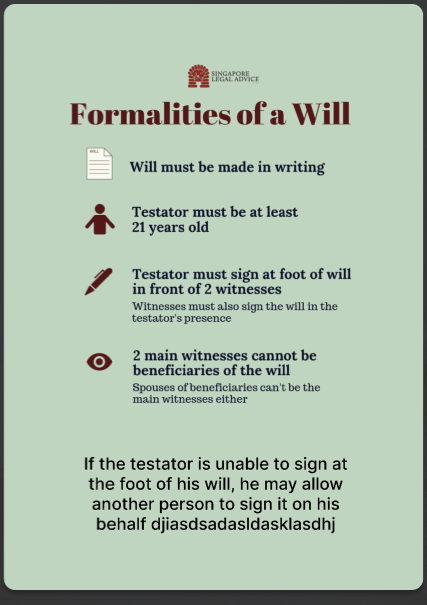 SINGAPORE
LEGAL ADVICE
Formalities of a Will
WILL
Will must be made in writing
Testator must be at least
21 years old
Testator must sign at foot of will
in front of 2 witnesses
Witnesses must also sign the will in the
testator's presence
2 main witnesses cannot be
beneficiaries of the will
Spouses of beneficiaries can't be the
main witnesses either
If the testator is unable to sign at
the foot of his will, he may allow
another person to sign it on his
behalf djiasdsadasldasklasdhj